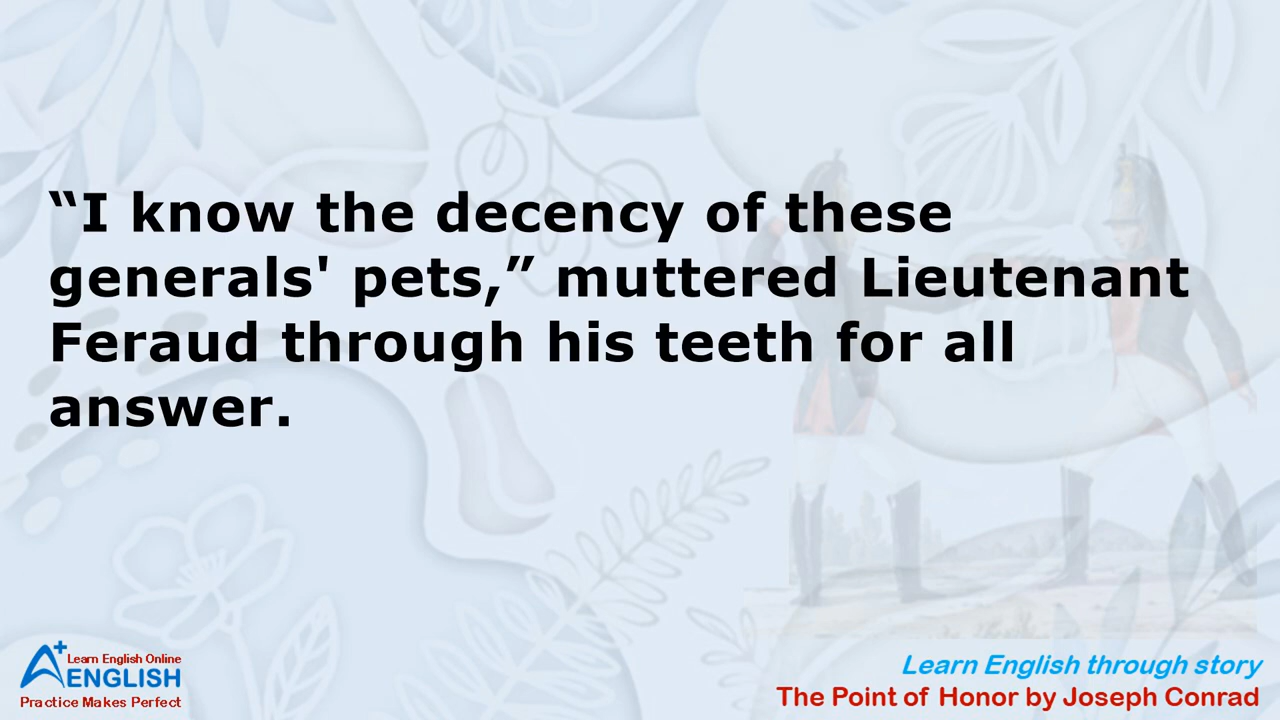 “I know the decency of these
generals' pets,” muttered Lieutenant
Feraud through his teeth for all
answer.
A+ Learn English Online
ENGLISH
Practice Makes Perfect
Learn English through story
The Point of Honor by Joseph Conrad